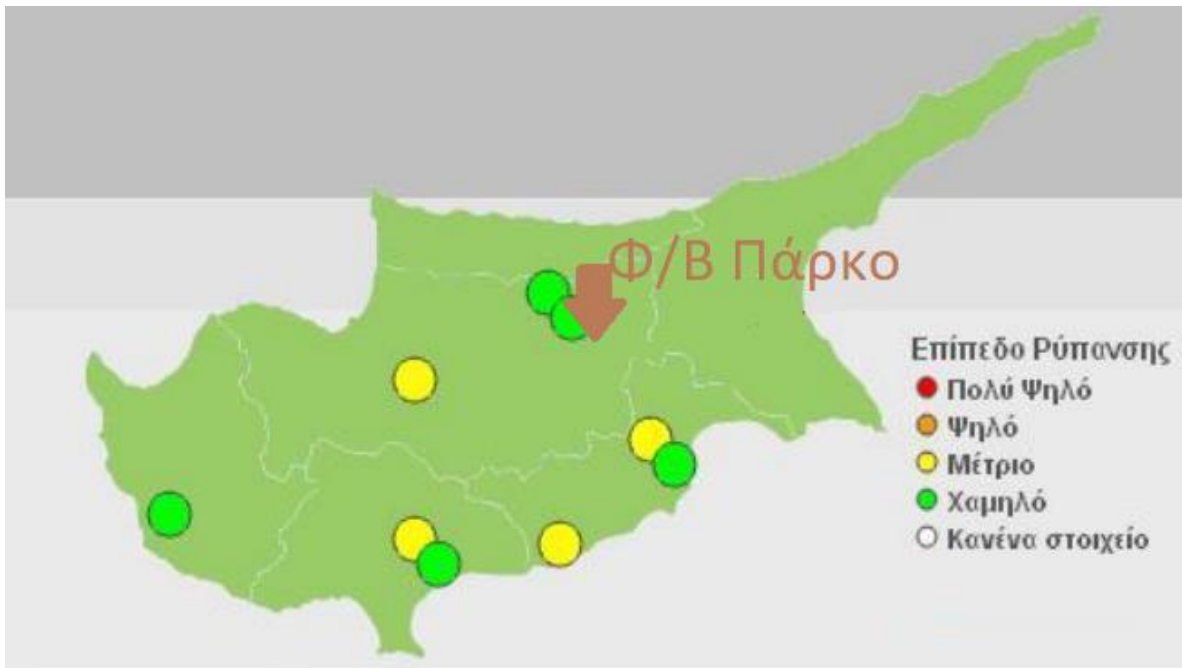 Φ/Β Πάρκο
Επίπεδο Ρύπανσης
Πολύ Ψηλό
Ψηλό
Μέτριο
Χαμηλό
Κανένα στοιχείο